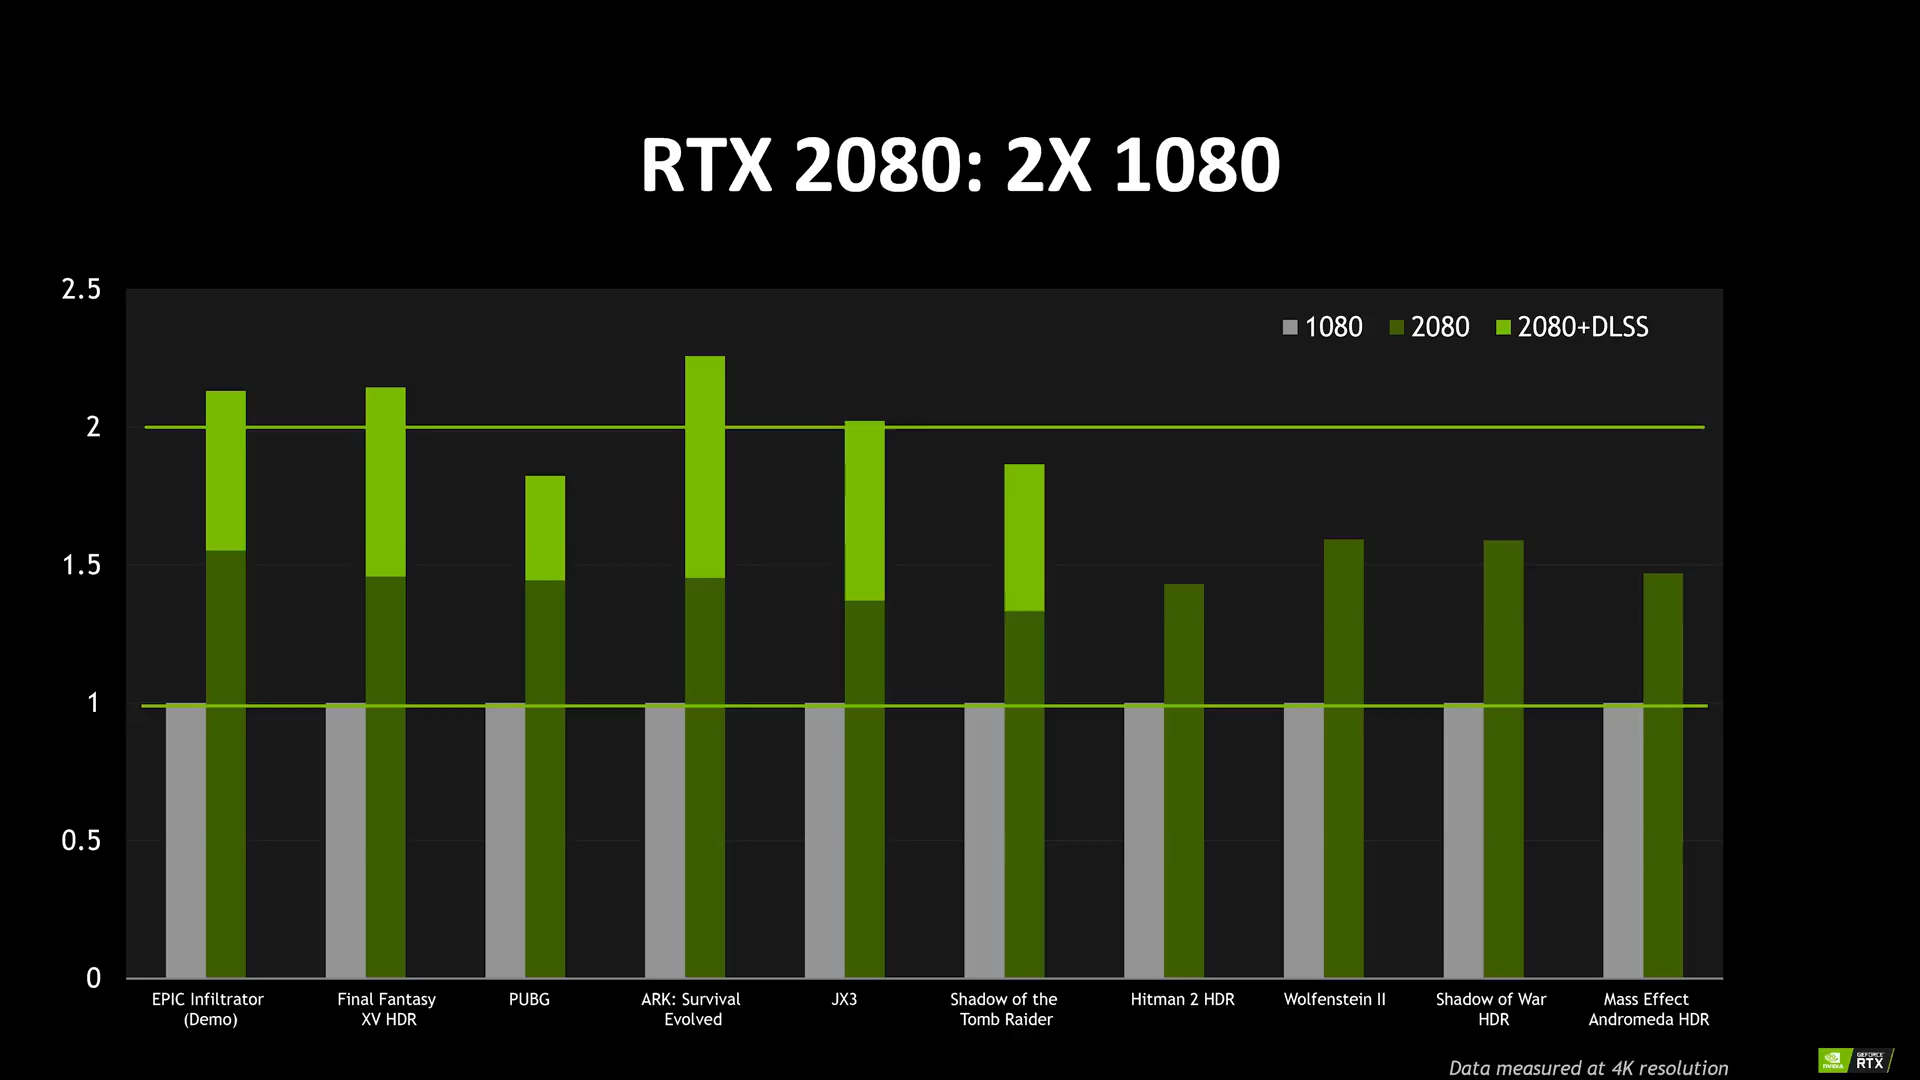 RTX 2080: 2X 1080
2.5
2
1.5
1
0.5
0
1080 2080 2080+DLSS
EPIC Infiltrator
(Demo)
Final Fantasy
XV HDR
PUBG
ARK: Survival
Evolved
JX3
Shadow of the
Tomb Raider
Hitman 2 HDR
Wolfenstein II
Shadow of War
HDR
Mass Effect
Andromeda HDR
Data measured at 4K resolution
NVIDIA
GEFORCE
RTX